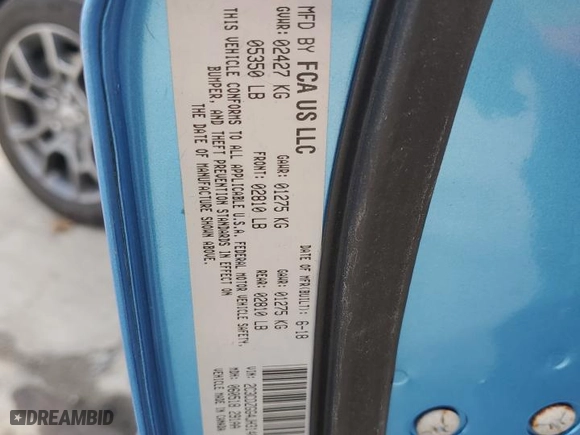 MFD BY FCA US LLC
DATE OF MFR(BUILT): 6-18
GVWR: 02427 KG
GAWR: 01275 KG
GAWR: 01275 KG
05350 LB
FRONT: 02810 LB
REAR: 02810 LB
THIS VEHICLE CONFORMS TO ALL APPLICABLE U.S.A. FEDERAL MOTOR VEHICLE SAFETY,
BUMPER, AND THEFT PREVENTION STANDARDS IN EFFECT ON
THE DATE OF MANUFACTURE SHOWN ABOVE.
VIN:
MDH:
VEHICLE MADE IN CANADA
DREAMBID